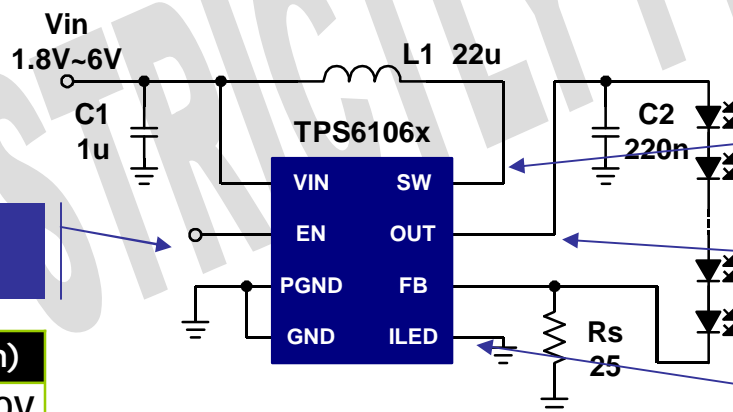 STRICTLY
Vin
1.8V~6V
L1 22u
C1
1u
TPS6106x
C2
220n
VIN
SW
EN
OUT
PGND
FB
GND
ILED
Rs
25